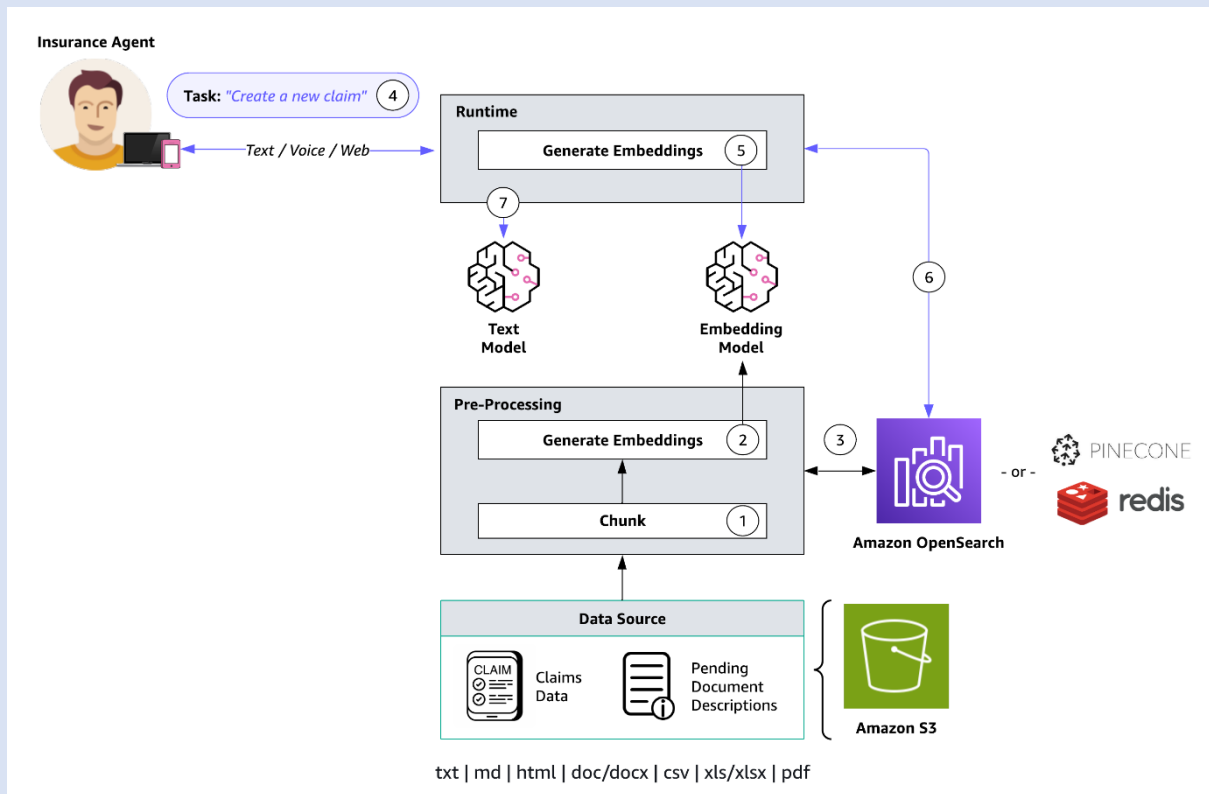 Insurance Agent
Task: "Create a new claim" 4
Text / Voice / Web
Runtime
Generate Embeddings 5
7
6
Text
Model
Embedding
Model
Pre-Processing
Generate Embeddings 2
3
Chunk 1
Amazon OpenSearch
- or -
PINECONE
redis
Data Source
CLAIM
Claims
Data
Pending
Document
Descriptions
Amazon S3
txt | md | html | doc/docx | csv | xls/xlsx | pdf